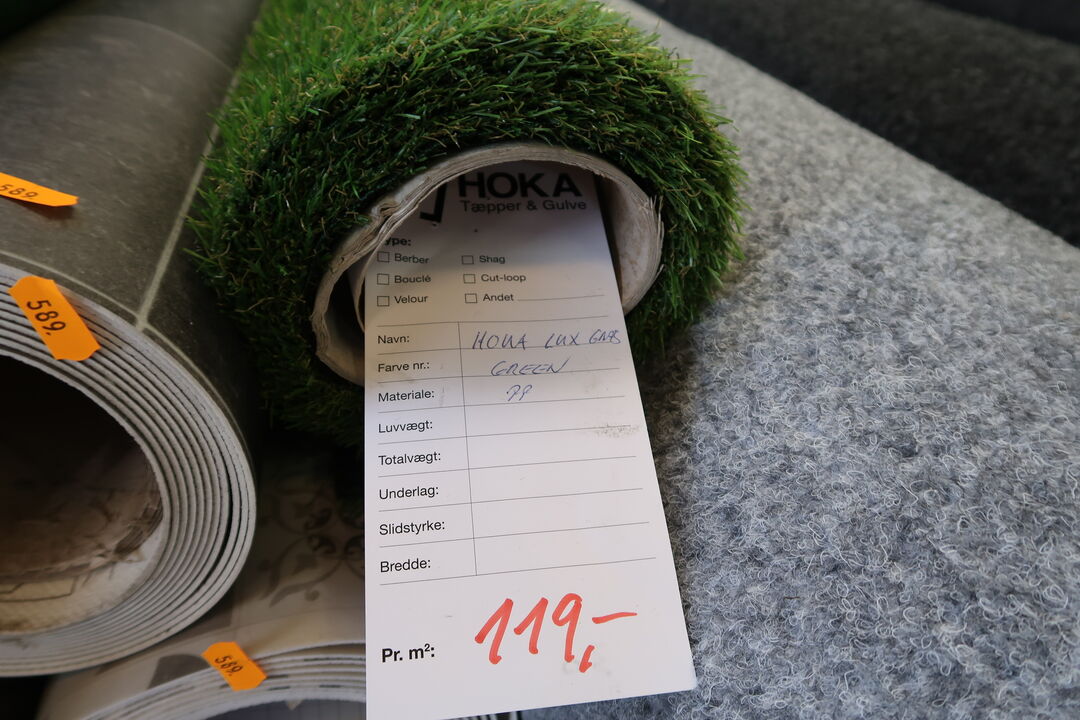 HOKA
Tæpper & Gulve
ype:
Berber
Shag
Bouclé
Cut-loop
Velour
Andet
Navn: HOKA LUX GRÆS
Farve nr.: GREEN
Materiale: PP
Luvvægt:
Totalvægt:
Underlag:
Slidstyrke:
Bredde:
Pr. m²: 119,-
589.
589.
589.